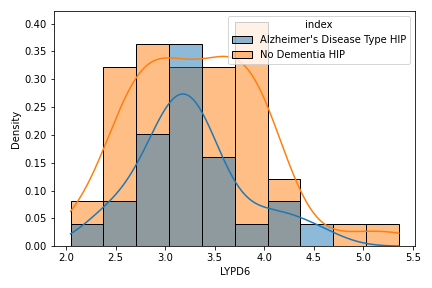 index
Alzheimer's Disease Type HIP
No Dementia HIP
Density
0.40
0.35
0.30
0.25
0.20
0.15
0.10
0.05
0.00
2.0 2.5 3.0 3.5 4.0 4.5 5.0 5.5
LYPD6